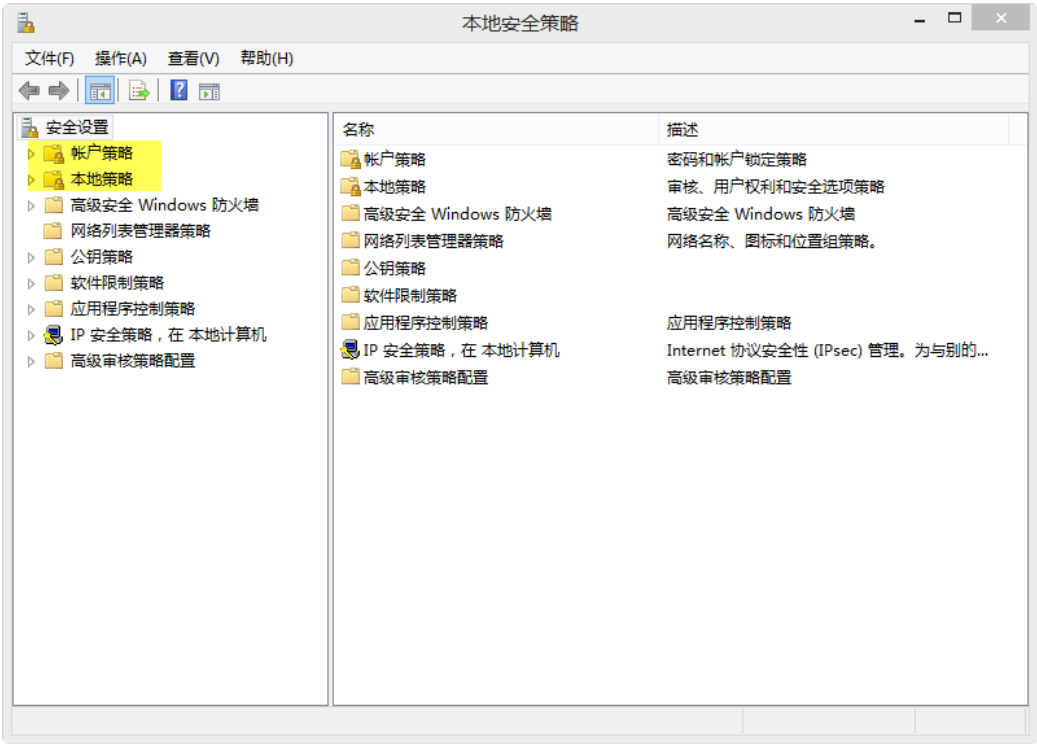 本地安全策略
文件(F) 操作(A) 查看(V) 帮助(H)
安全设置
帐户策略
本地策略
高级安全 Windows 防火墙
网络列表管理器策略
公钥策略
软件限制策略
应用程序控制策略
IP 安全策略，在 本地计算机
高级审核策略配置
名称 描述
帐户策略 密码和帐户锁定策略
本地策略 审核、用户权利和安全选项策略
高级安全 Windows 防火墙 高级安全 Windows 防火墙
网络列表管理器策略 网络名称、图标和位置组策略。
公钥策略
软件限制策略
应用程序控制策略 应用程序控制策略
IP 安全策略，在 本地计算机 Internet 协议安全性 (IPsec) 管理。为与别的...
高级审核策略配置 高级审核策略配置